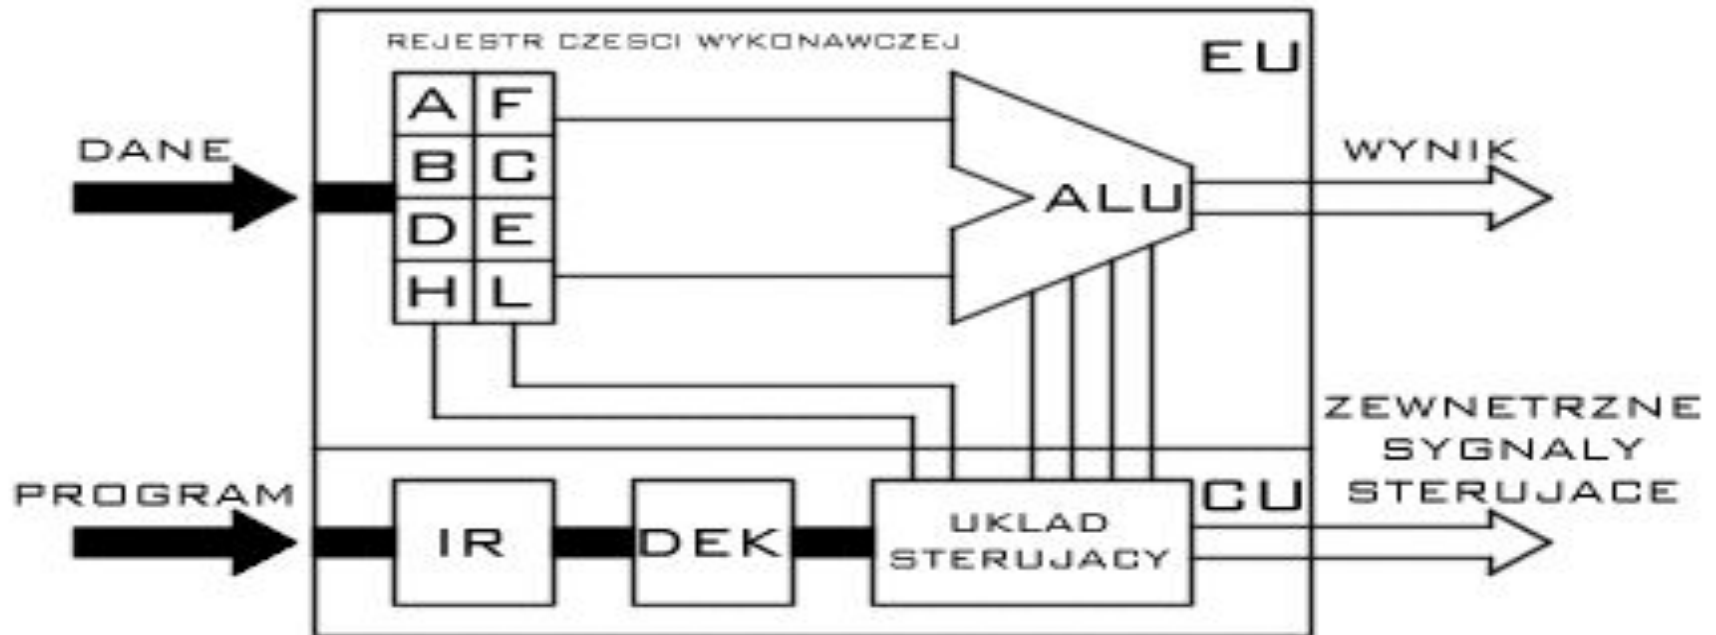 REJESTR CZESCI WYKONAWCZEJ
EU
A F
DANE
B C
WYNIK
ALU
D E
H L
ZEWNETRZNE
SYGNALY
STERUJACE
PROGRAM
CU
IR
DEK
UKLAD
STERUJACY